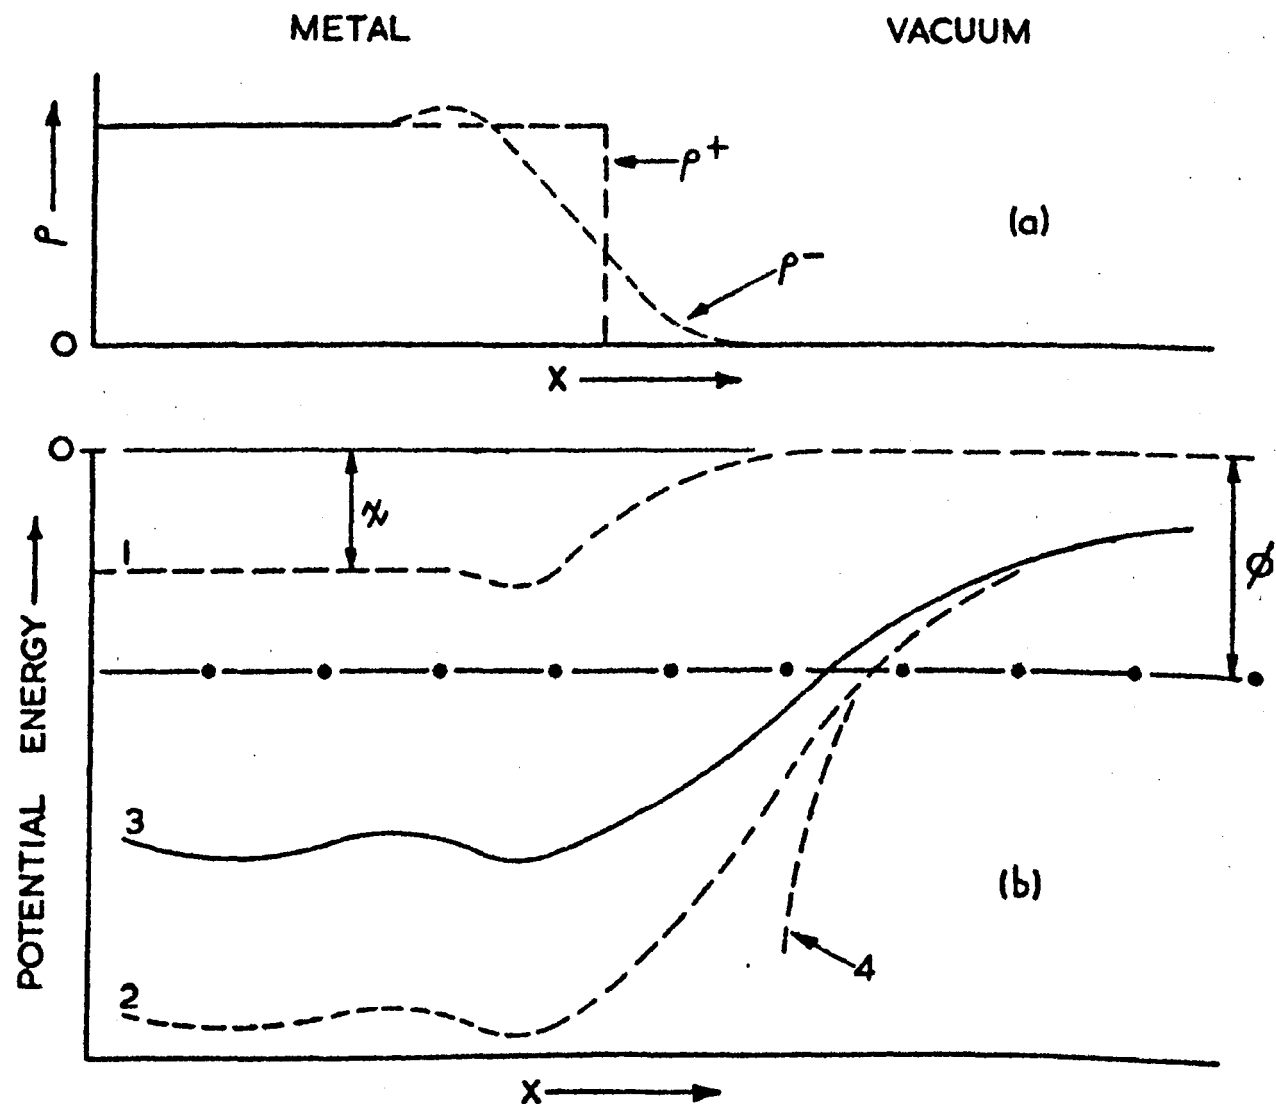 METAL
VACUUM
ρ
ρ+
(a)
ρ−
O
X
O
χ
1
φ
POTENTIAL ENERGY
3
(b)
4
2
X